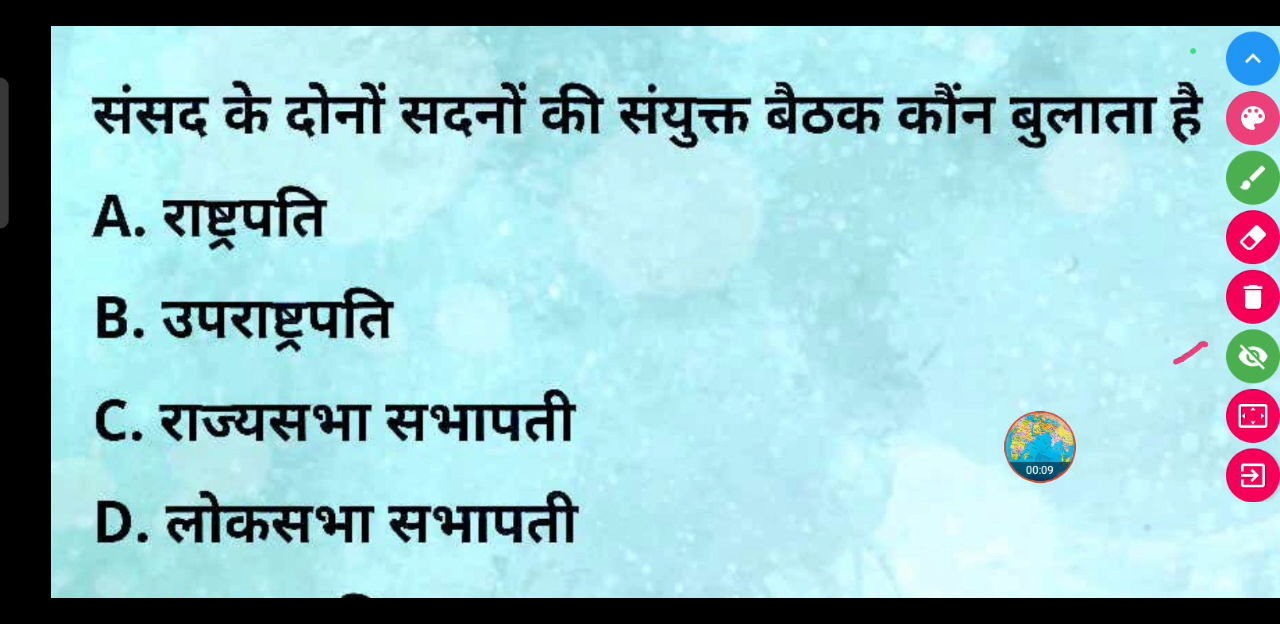 संसद के दोनों सदनों की संयुक्त बैठक कौंन बुलाता है
A. राष्ट्रपति
B. उपराष्ट्रपति
C. राज्यसभा सभापती
D. लोकसभा सभापती
00:09